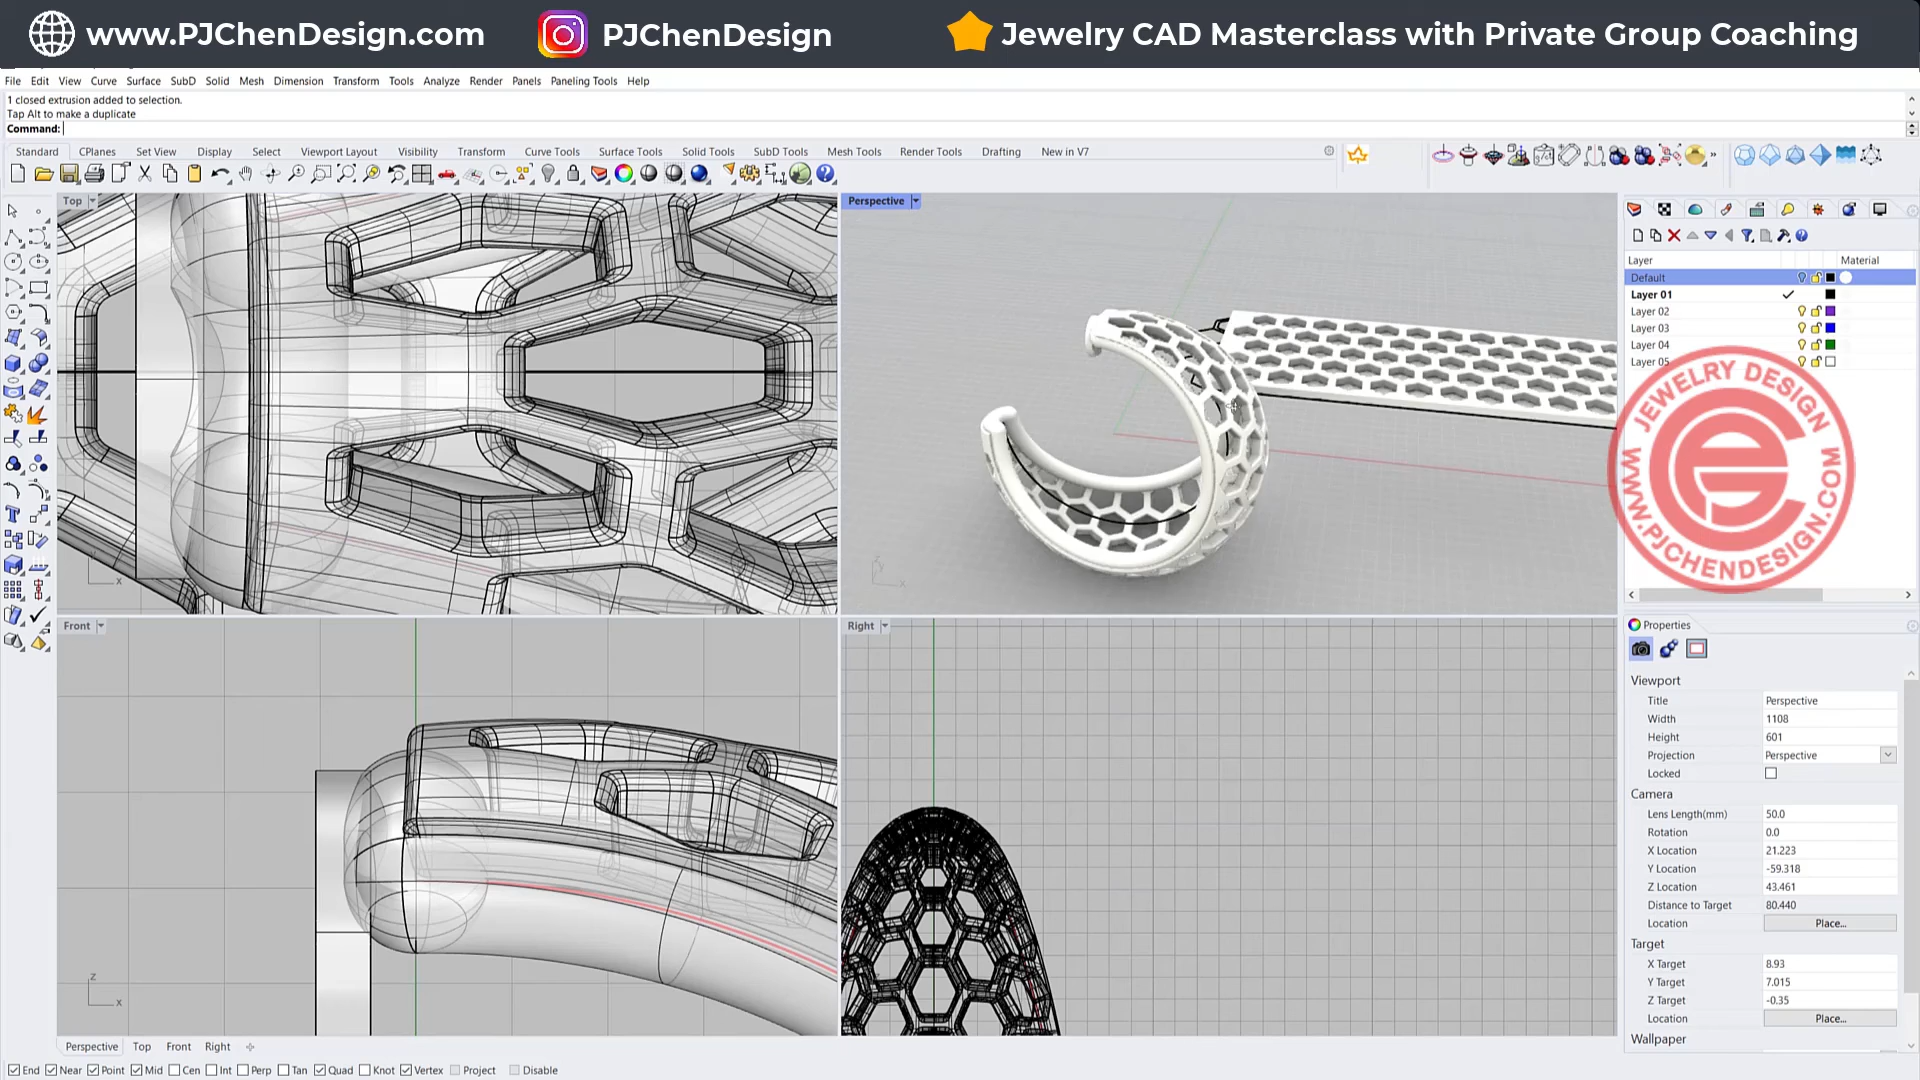 www.PJChenDesign.com PJChenDesign Jewelry CAD Masterclass with Private Group Coaching
File Edit View Curve Surface SubD Solid Mesh Dimension Transform Tools Analyze Render Panels Paneling Tools Help
1 closed extrusion added to selection.
Tap Alt to make a duplicate
Command:
Standard CPlanes Set View Display Select Viewport Layout Visibility Transform Curve Tools Surface Tools Solid Tools SubD Tools Mesh Tools Render Tools Drafting New in V7
Top
Perspective
Layer Material
Default
Layer 01
Layer 02
Layer 03
Layer 04
Layer 05
JEWELRY DESIGN
WWW.PJCHENDESIGN.COM
Front
Right
Properties
Viewport
Title Perspective
Width 1108
Height 601
Projection Perspective
Locked
Camera
Lens Length(mm) 50.0
Rotation 0.0
X Location 21.223
Y Location -59.318
Z Location 43.461
Distance to Target 80.440
Location Place...
Target
X Target 8.93
Y Target 7.015
Z Target -0.35
Location Place...
Wallpaper
x
z
x
Perspective Top Front Right
End Near Point Mid Cen Int Perp Tan Quad Knot Vertex Project Disable